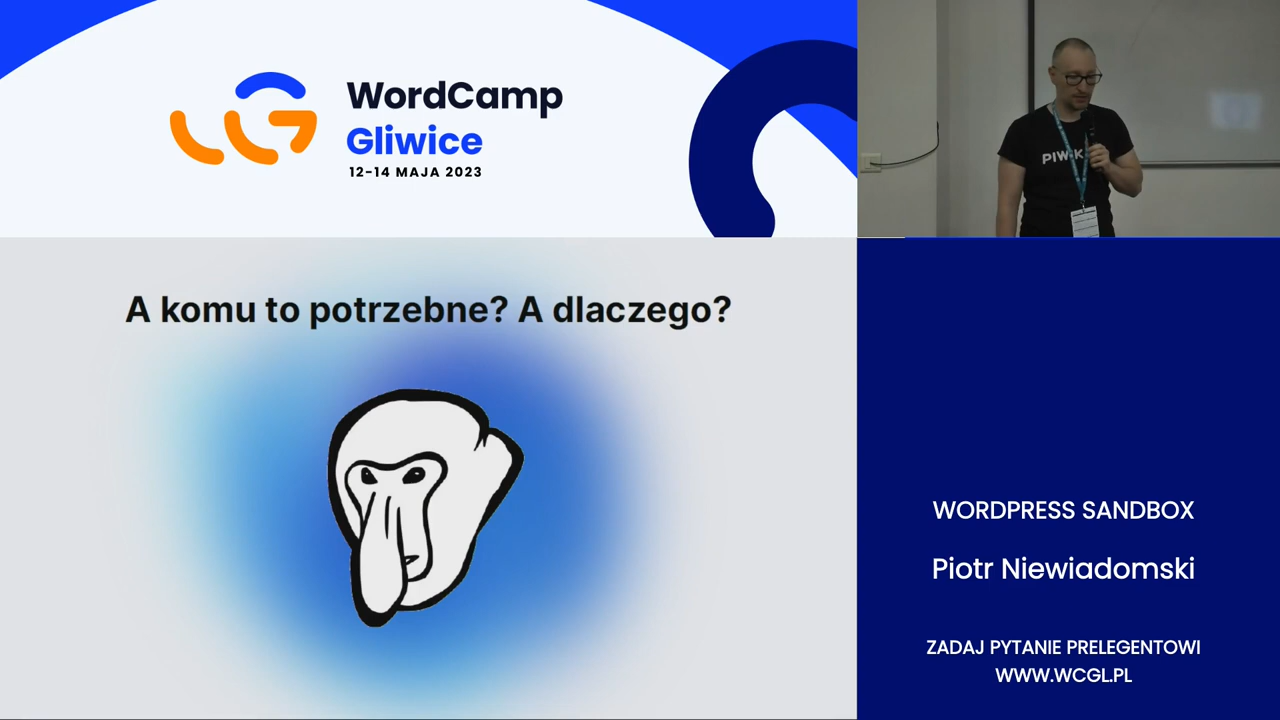 WordCamp
Gliwice
12-14 MAJA 2023
A komu to potrzebne? A dlaczego?
WORDPRESS SANDBOX
Piotr Niewiadomski
ZADAJ PYTANIE PRELEGENTOWI
WWW.WCGL.PL